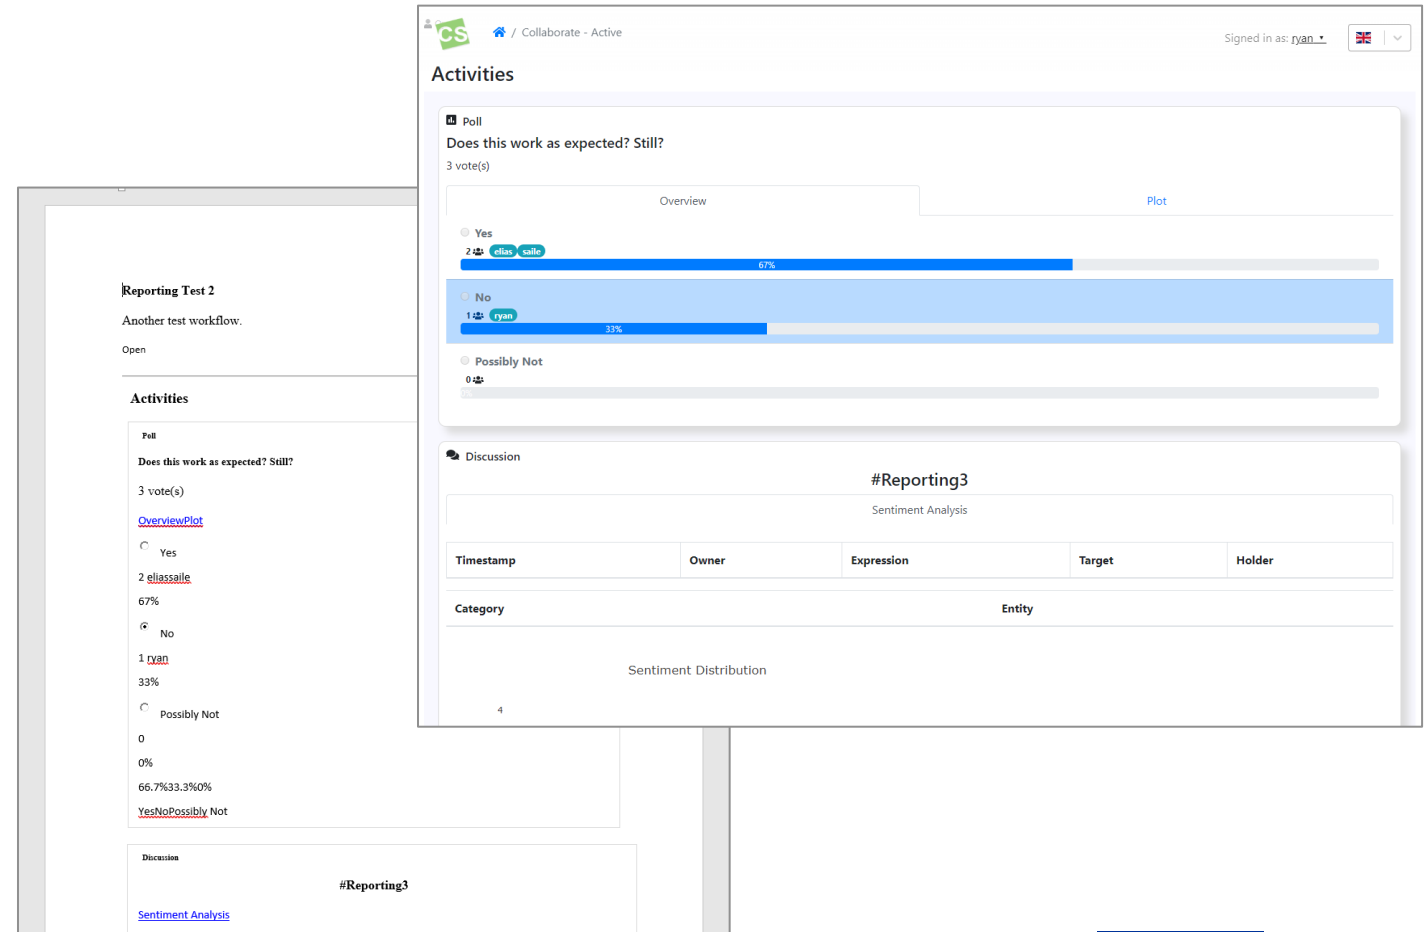 CS
/ Collaborate - Active
Signed in as: ryan
Activities
Poll
Does this work as expected? Still?
3 vote(s)
Overview
Plot
Yes
2 elias saile
67%
No
1 ryan
33%
Possibly Not
0
0%
Discussion
#Reporting3
Sentiment Analysis
Timestamp Owner Expression Target Holder
Category Entity
Sentiment Distribution
4
Reporting Test 2
Another test workflow.
Open
Activities
Poll
Does this work as expected? Still?
3 vote(s)
OverviewPlot
Yes
2 eliassaile
67%
No
1 ryan
33%
Possibly Not
0
0%
66.7%33.3%0%
YesNoPossibly Not
Discussion
#Reporting3
Sentiment Analysis